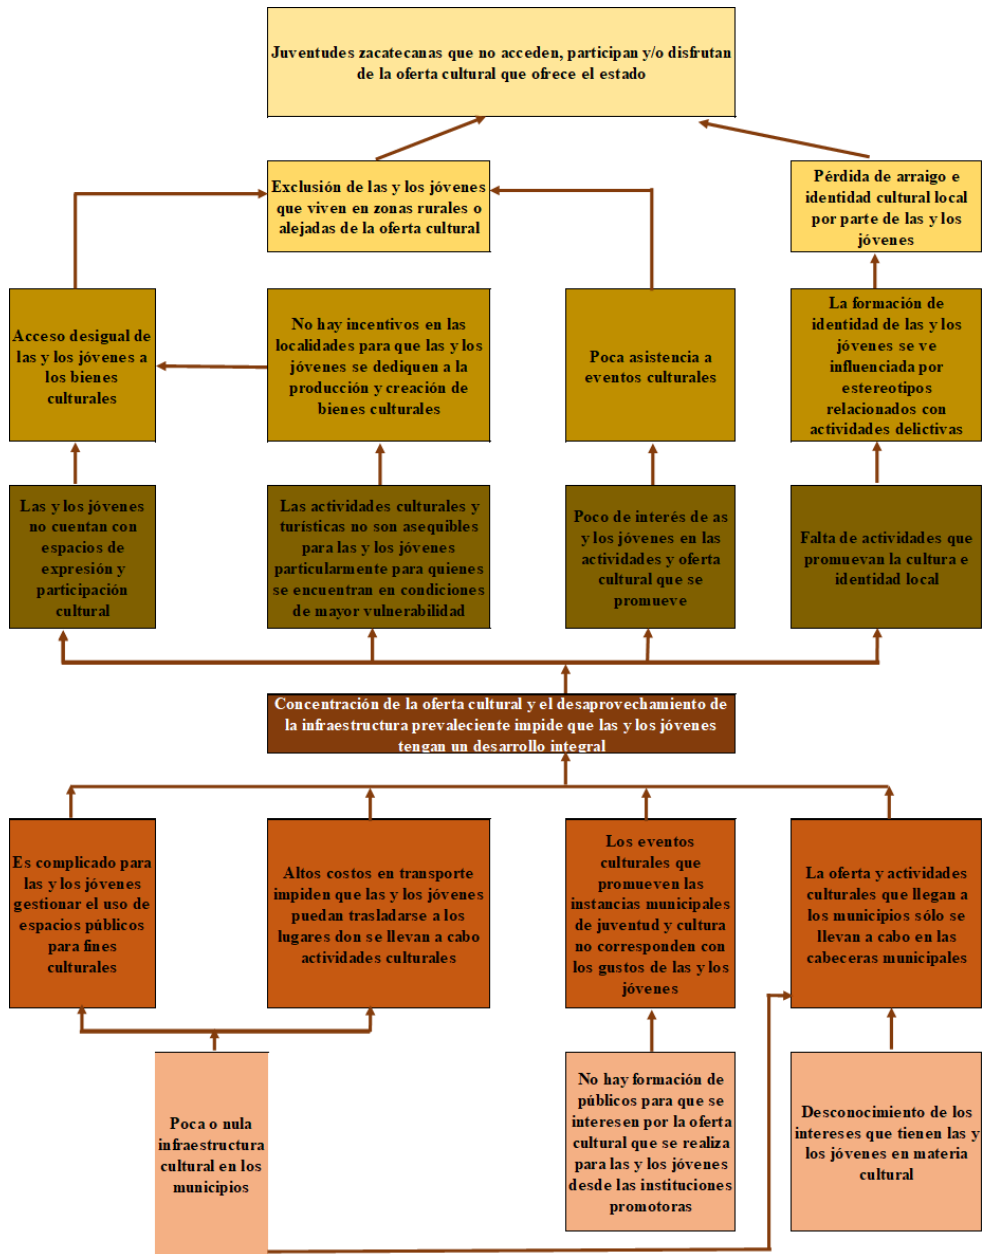 Juventudes zacatecanas que no acceden, participan y/o disfrutan
de la oferta cultural que ofrece el estado
Exclusión de las y los jóvenes
que viven en zonas rurales o
alejadas de la oferta cultural
Pérdida de arraigo e
identidad cultural local
por parte de las y los
jóvenes
Acceso desigual de
las y los jóvenes a
los bienes
culturales
No hay incentivos en las
localidades para que las y los
jóvenes se dediquen a la
producción y creación de
bienes culturales
Poca asistencia a
eventos culturales
La formación de
identidad de las y los
jóvenes se ve
influenciada por
estereotipos
relacionados con
actividades delictivas
Las y los jóvenes
no cuentan con
espacios de
expresión y
participación
cultural
Las actividades culturales y
turísticas no son asequibles
para las y los jóvenes
particularmente para quienes
se encuentran en condiciones
de mayor vulnerabilidad
Poco de interés de as
y los jóvenes en las
actividades y oferta
cultural que se
promueve
Falta de actividades que
promuevan la cultura e
identidad local
Concentración de la oferta cultural y el desaprovechamiento de
la infraestructura prevaleciente impide que las y los jóvenes
tengan un desarrollo integral
Es complicado para
las y los jóvenes
gestionar el uso de
espacios públicos
para fines
culturales
Altos costos en transporte
impiden que las y los jóvenes
puedan trasladarse a los
lugares don se llevan a cabo
actividades culturales
Los eventos
culturales que
promueven las
instancias municipales
de juventud y cultura
no corresponden con
los gustos de las y los
jóvenes
La oferta y actividades
culturales que llegan a
los municipios sólo se
llevan a cabo en las
cabeceras municipales
Poca o nula
infraestructura
cultural en los
municipios
No hay formación de
públicos para que se
interesen por la oferta
cultural que se realiza
para las y los jóvenes
desde las instituciones
promotoras
Desconocimiento de los
intereses que tienen las y
los jóvenes en materia
cultural